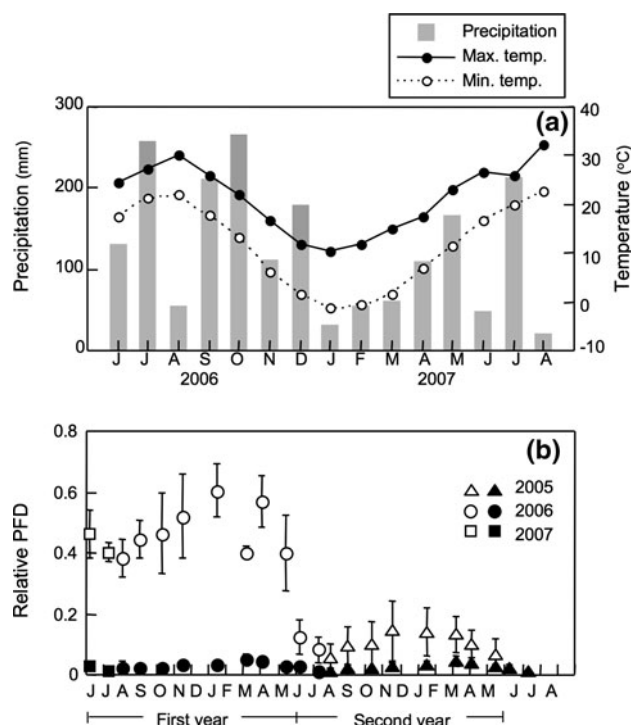 Precipitation
Max. temp.
Min. temp.
(a)
300
200
100
0
Precipitation (mm)
40
30
20
10
0
-10
Temperature (°C)
J J A S O N D J F M A M J J A
2006 2007
(b)
0.8
0.6
0.4
0.2
0
Relative PFD
2005
2006
2007
J J A S O N D J F M A M J J A S O N D J F M A M J J A
First year Second year